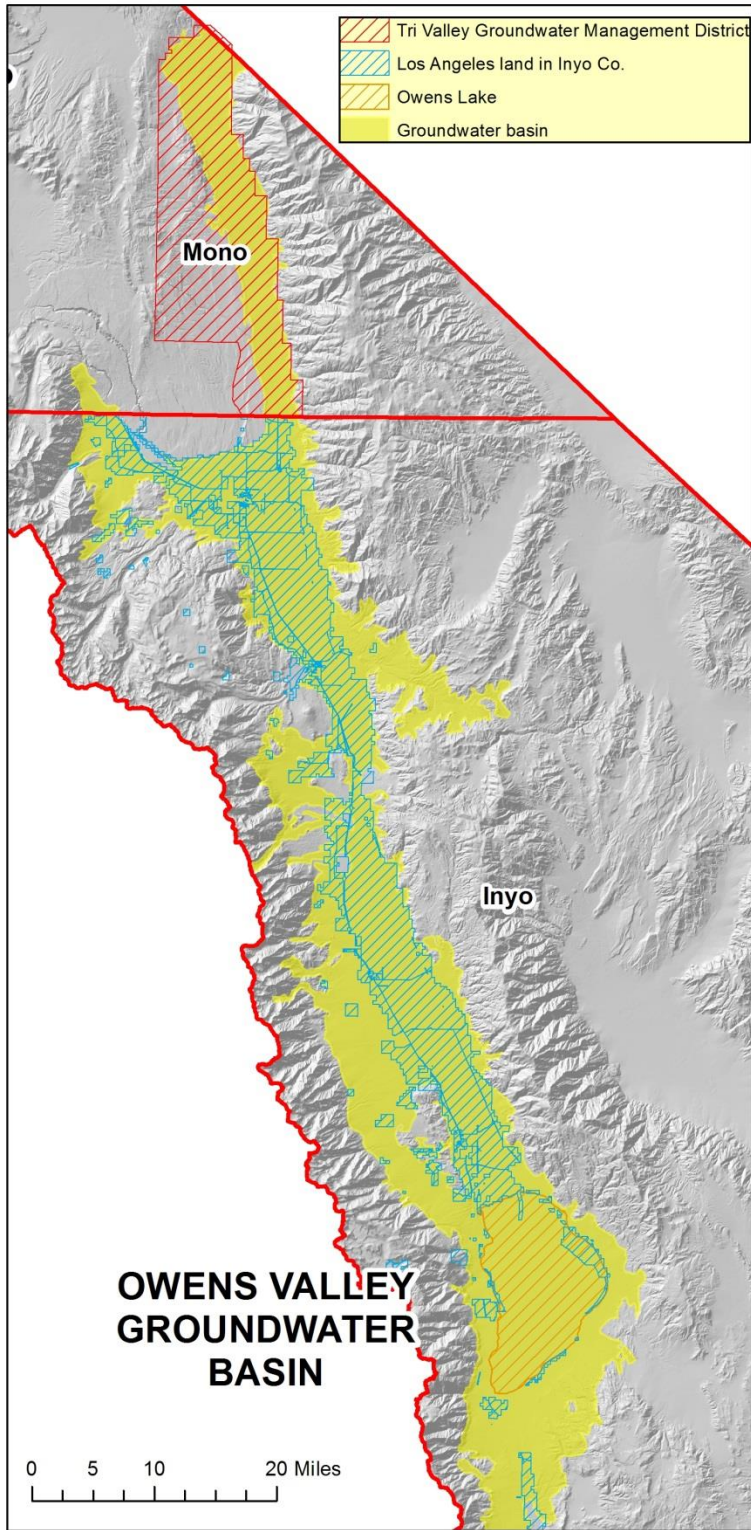 Tri Valley Groundwater Management District
Los Angeles land in Inyo Co.
Owens Lake
Groundwater basin
Mono
Inyo
OWENS VALLEY
GROUNDWATER
BASIN
0 5 10 20 Miles